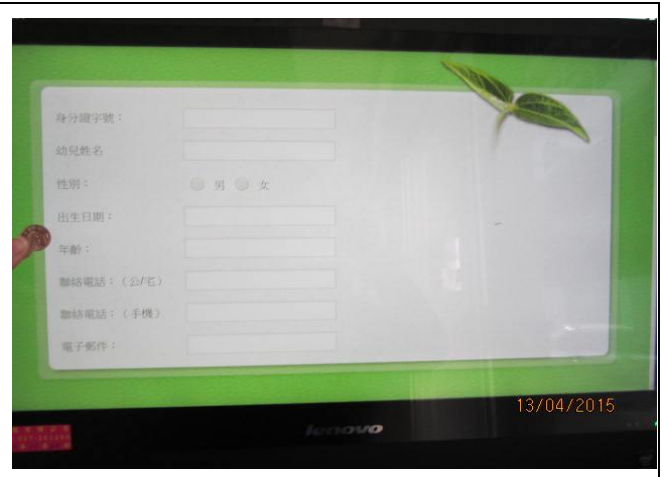 身分證字號：
幼兒姓名
性別： 男 女
出生日期：
年齡：
聯絡電話：（公/宅）
聯絡電話：（手機）
電子郵件：
13/04/2015
lenovo